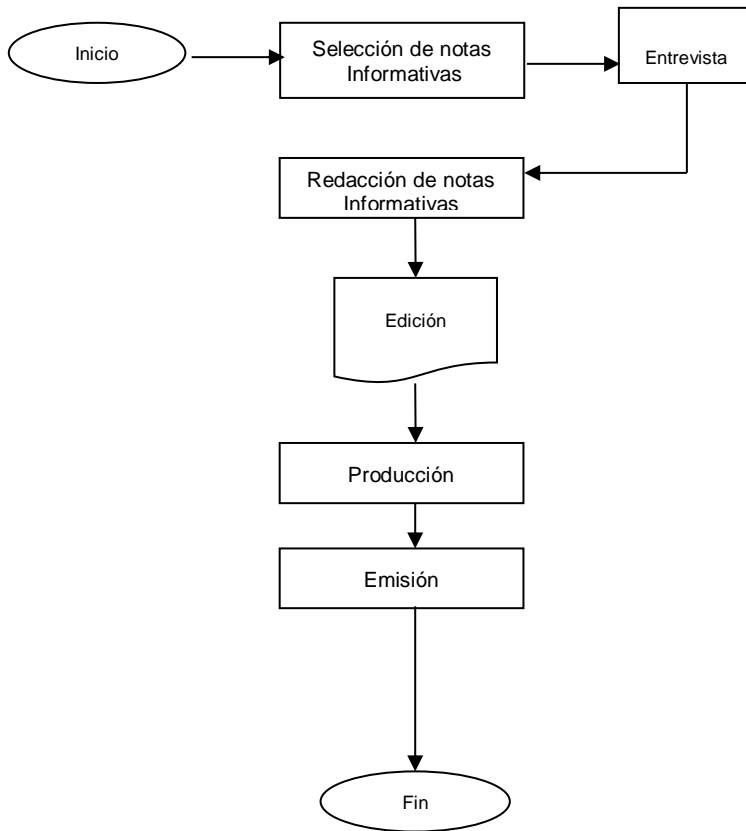 Inicio
Selección de notas
Informativas
Entrevista
Redacción de notas
Informativas
Edición
Producción
Emisión
Fin